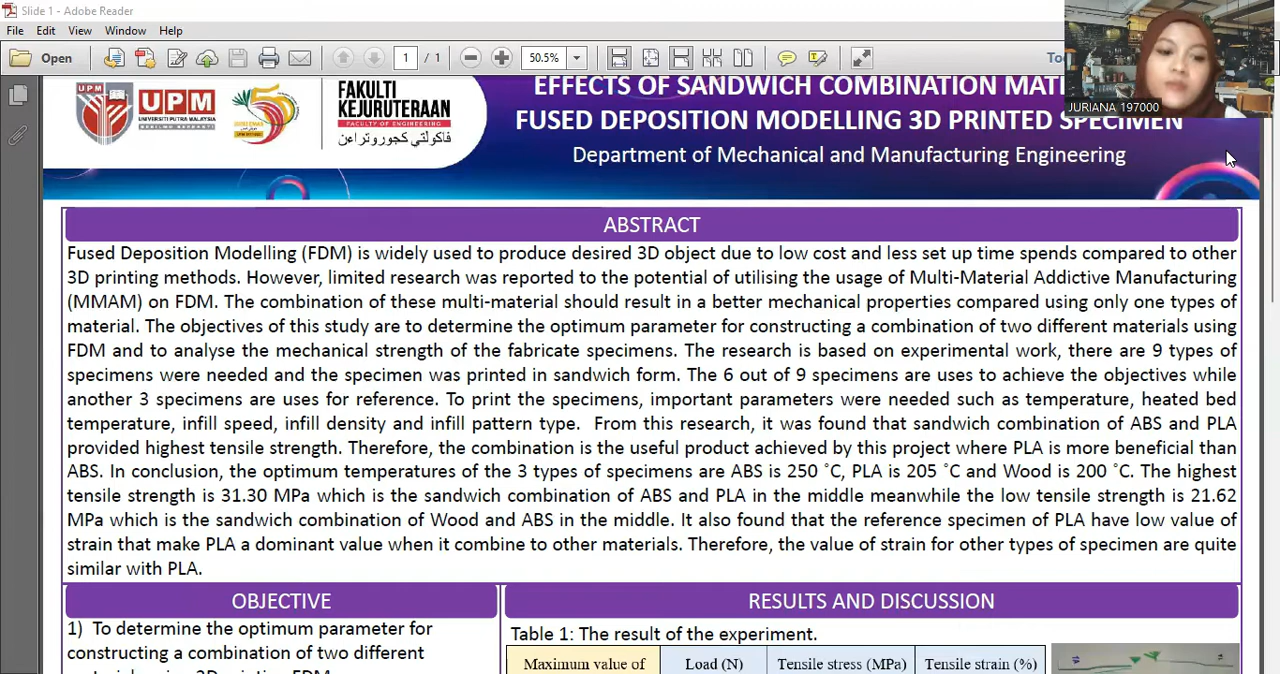 Slide 1 - Adobe Reader
File Edit View Window Help
Open 1 / 1 50.5%
JURIANA 197000
UPM
UPM
UNIVERSITI PUTRA MALAYSIA
BERILMU BERBAKTI
FAKULTI
KEJURUTERAAN
FACULTY OF ENGINEERING
فاكولتي كجوروتراءن
EFFECTS OF SANDWICH COMBINATION
FUSED DEPOSITION MODELLING 3D PRINTED SPECIMEN
Department of Mechanical and Manufacturing Engineering
ABSTRACT
Fused Deposition Modelling (FDM) is widely used to produce desired 3D object due to low cost and less set up time spends compared to other
3D printing methods. However, limited research was reported to the potential of utilising the usage of Multi-Material Addictive Manufacturing
(MMAM) on FDM. The combination of these multi-material should result in a better mechanical properties compared using only one types of
material. The objectives of this study are to determine the optimum parameter for constructing a combination of two different materials using
FDM and to analyse the mechanical strength of the fabricate specimens. The research is based on experimental work, there are 9 types of
specimens were needed and the specimen was printed in sandwich form. The 6 out of 9 specimens are uses to achieve the objectives while
another 3 specimens are uses for reference. To print the specimens, important parameters were needed such as temperature, heated bed
temperature, infill speed, infill density and infill pattern type. From this research, it was found that sandwich combination of ABS and PLA
provided highest tensile strength. Therefore, the combination is the useful product achieved by this project where PLA is more beneficial than
ABS. In conclusion, the optimum temperatures of the 3 types of specimens are ABS is 250 ˚C, PLA is 205 ˚C and Wood is 200 ˚C. The highest
tensile strength is 31.30 MPa which is the sandwich combination of ABS and PLA in the middle meanwhile the low tensile strength is 21.62
MPa which is the sandwich combination of Wood and ABS in the middle. It also found that the reference specimen of PLA have low value of
strain that make PLA a dominant value when it combine to other materials. Therefore, the value of strain for other types of specimen are quite
similar with PLA.
OBJECTIVE
1) To determine the optimum parameter for
constructing a combination of two different
RESULTS AND DISCUSSION
Table 1: The result of the experiment.
Maximum value of Load (N) Tensile stress (MPa) Tensile strain (%)